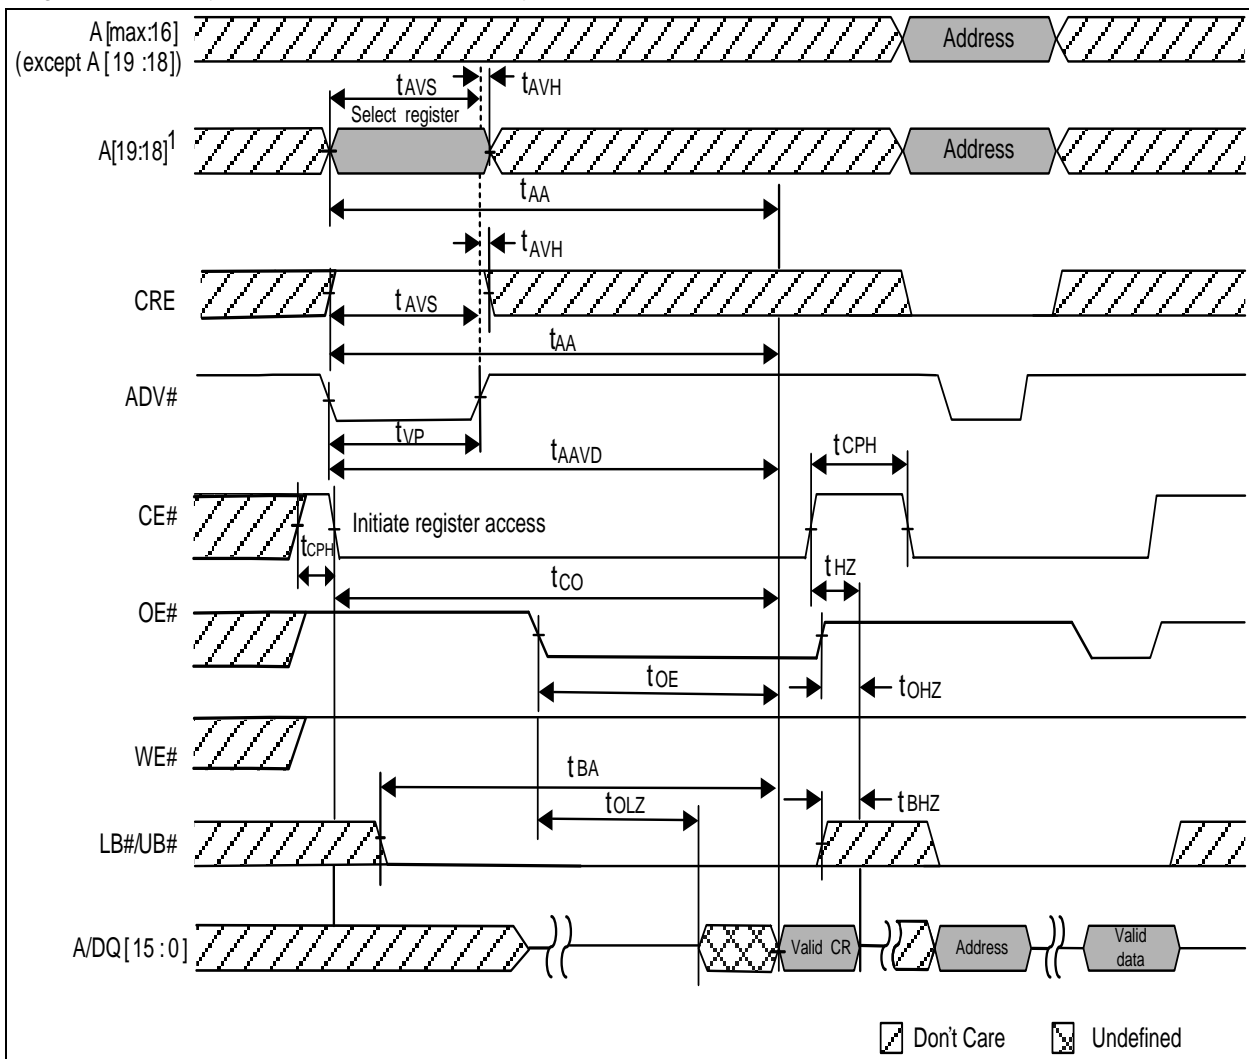 A[max:16]
(except A[19:18])
Address
tAVS
tAVH
Select register
A[19:18]1
Address
tAA
tAVH
CRE
tAVS
tAA
ADV#
tVP
tAAVD
tCPH
CE#
Initiate register access
tCPH
tHZ
tCO
OE#
tOE
tOHZ
WE#
tBA
tOLZ
tBHZ
LB#/UB#
A/DQ[15:0]
Valid CR
Address
Valid
data
Don't Care
Undefined